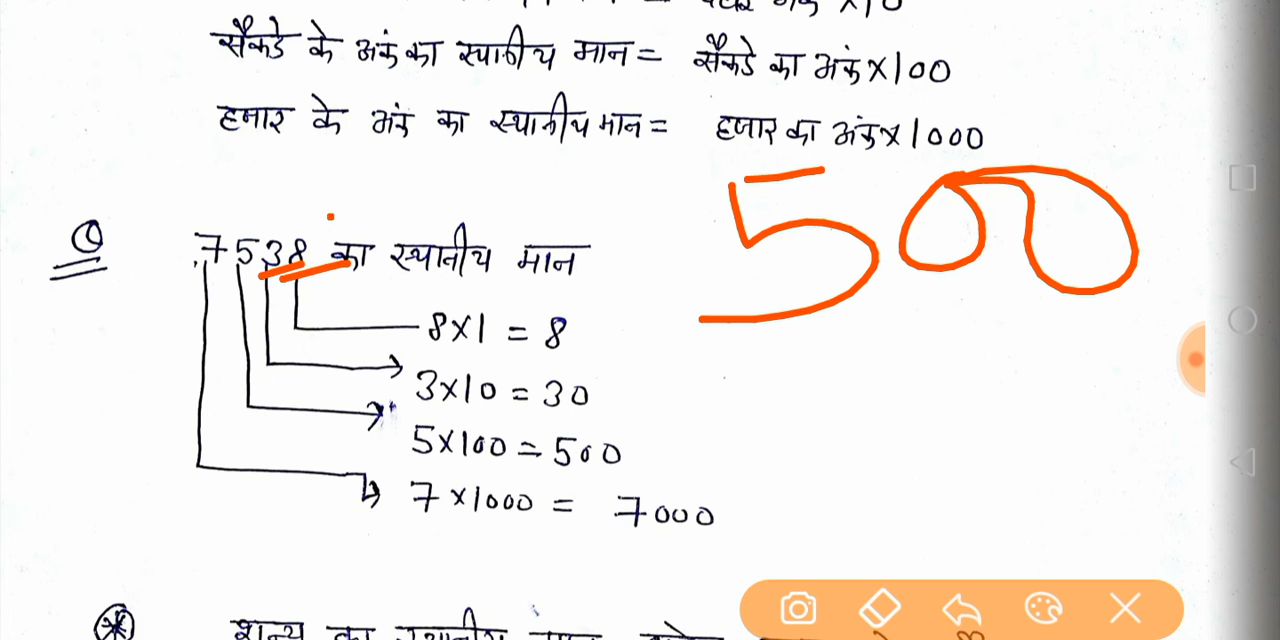 × 10
सैकडे के अंक का स्थानीय मान = सैकडे का अंक × 100
हजार के अंक का स्थानीय मान = हजार का अंक × 1000
500
Q 7538 का स्थानीय मान
8 × 1 = 8
3 × 10 = 30
5 × 100 = 500
7 × 1000 = 7000
शून्य का स्थानीय मान